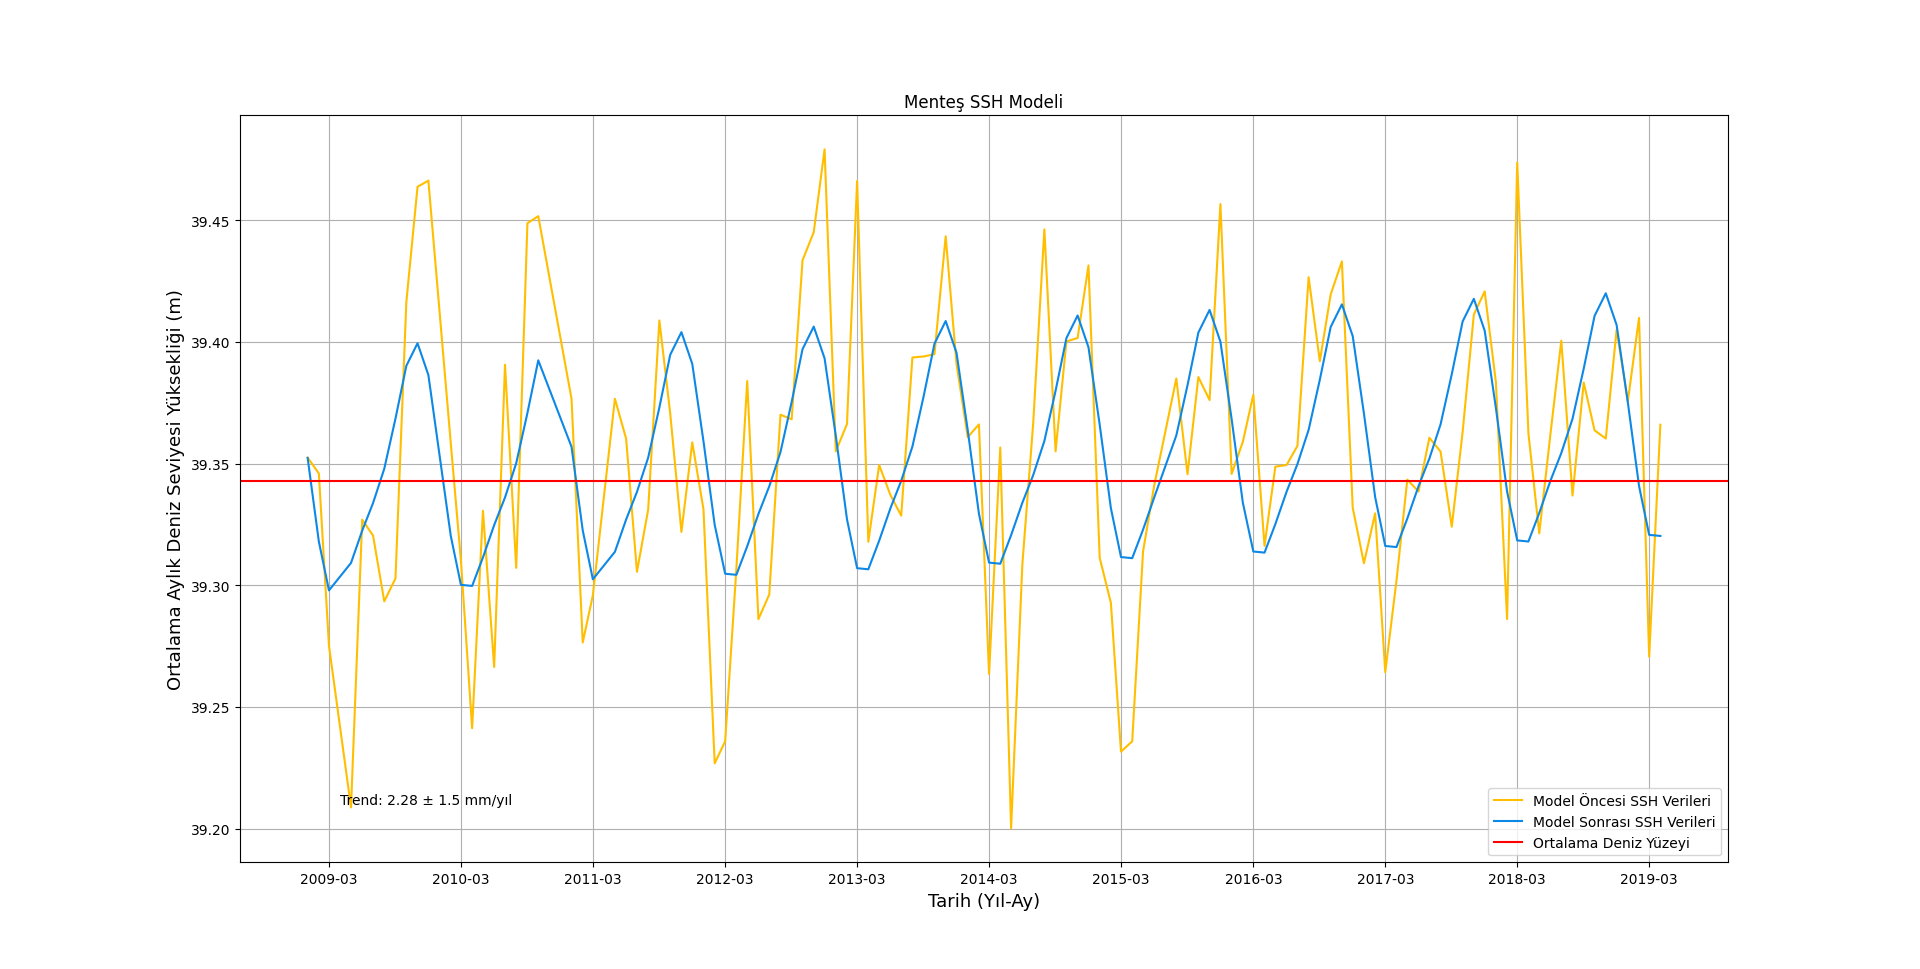 Menteş SSH Modeli
Ortalama Aylık Deniz Seviyesi Yüksekliği (m)
39.45
39.40
39.35
39.30
39.25
39.20
Trend: 2.28 ± 1.5 mm/yıl
Model Öncesi SSH Verileri
Model Sonrası SSH Verileri
Ortalama Deniz Yüzeyi
2009-03 2010-03 2011-03 2012-03 2013-03 2014-03 2015-03 2016-03 2017-03 2018-03 2019-03
Tarih (Yıl-Ay)